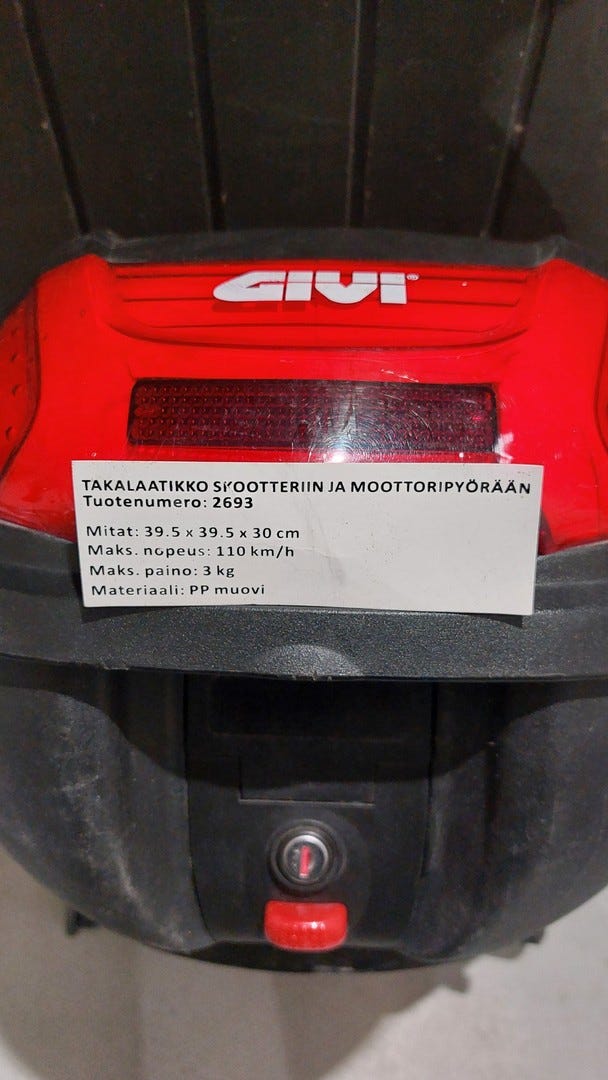 GIVI®
TAKALAATIKKO SKOOTTERIIN JA MOOTTORIPYÖRÄÄN
Tuotenumero: 2693
Mitat: 39.5 x 39.5 x 30 cm
Maks. nopeus: 110 km/h
Maks. paino: 3 kg
Materiaali: PP muovi